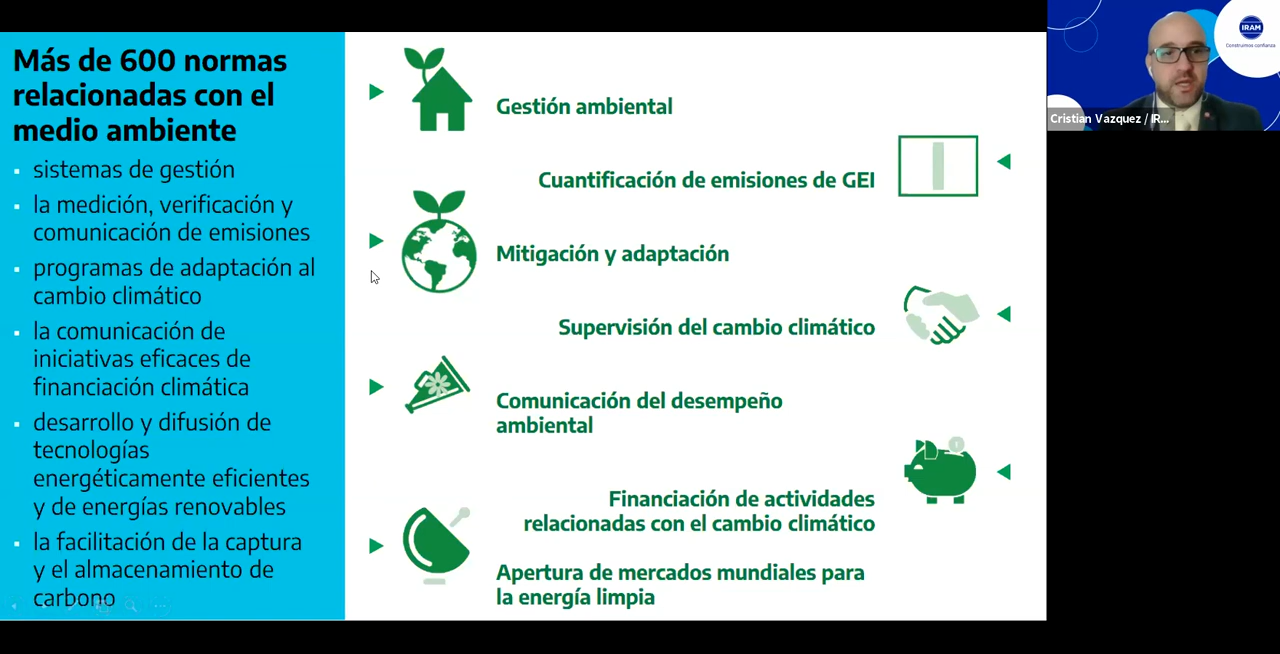 Más de 600 normas
relacionadas con el
medio ambiente
▪ sistemas de gestión
▪ la medición, verificación y
comunicación de emisiones
▪ programas de adaptación al
cambio climático
▪ la comunicación de
iniciativas eficaces de
financiación climática
▪ desarrollo y difusión de
tecnologías
energéticamente eficientes
y de energías renovables
▪ la facilitación de la captura
y el almacenamiento de
carbono
Gestión ambiental
Cuantificación de emisiones de GEI
Mitigación y adaptación
Supervisión del cambio climático
Comunicación del desempeño
ambiental
Financiación de actividades
relacionadas con el cambio climático
Apertura de mercados mundiales para
la energía limpia
IRAM
Construimos confianza
Cristian Vazquez / IR...